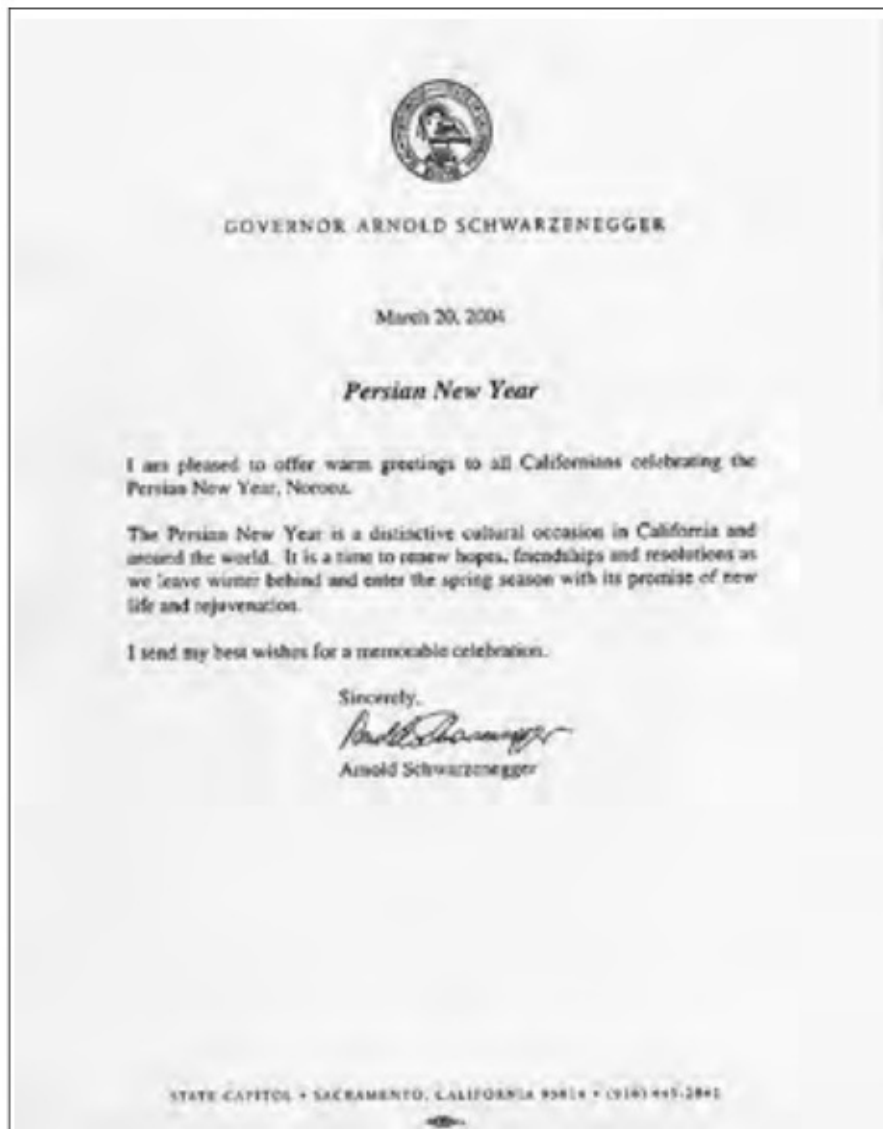 GOVERNOR ARNOLD SCHWARZENEGGER
March 20, 2004
Persian New Year
I am pleased to offer warm greetings to all Californians celebrating the
Persian New Year, Norooz.
The Persian New Year is a distinctive cultural occasion in California and
around the world. It is a time to renew hopes, friendships and resolutions as
we leave winter behind and enter the spring season with its promise of new
life and rejuvenation.
I send my best wishes for a memorable celebration.
Sincerely,
Arnold Schwarzenegger
STATE CAPITOL • SACRAMENTO, CALIFORNIA 95814 • (916) 445-2841